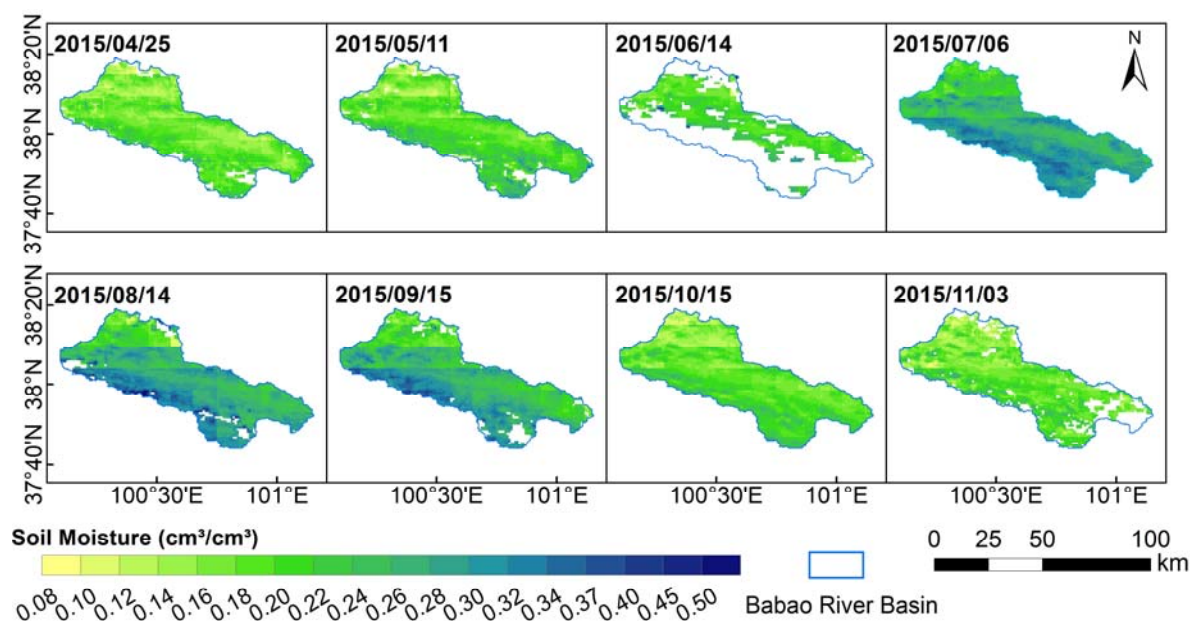 2015/04/25
2015/05/11
2015/06/14
2015/07/06
N
38°20'N
38°N
37°40'N
2015/08/14
2015/09/15
2015/10/15
2015/11/03
38°20'N
38°N
37°40'N
100°30'E
101°E
100°30'E
101°E
100°30'E
101°E
100°30'E
101°E
Soil Moisture (cm³/cm³)
0.08 0.10 0.12 0.14 0.16 0.18 0.20 0.22 0.24 0.26 0.28 0.30 0.32 0.34 0.37 0.40 0.45 0.50
Babao River Basin
0 25 50 100
km